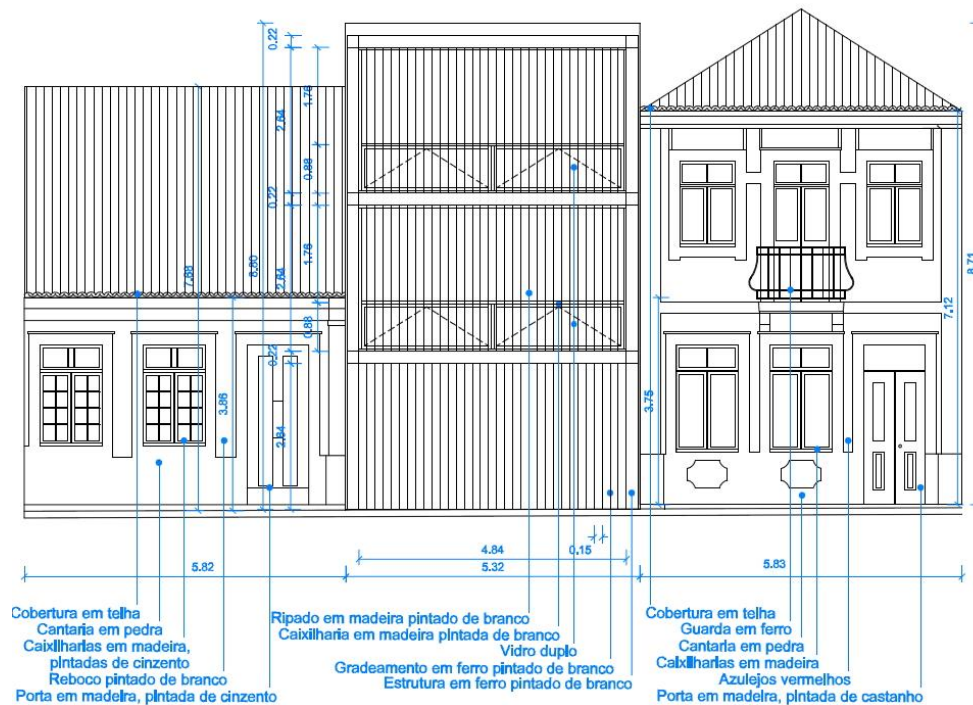 0.22
1.76
2.64
0.88
0.22
8.80
7.88
1.76
2.64
0.88
0.22
3.86
2.64
8.71
7.12
3.75
4.84
0.15
5.82
5.32
5.83
Cobertura em telha
Cantaria em pedra
Caixilharias em madeira,
pintadas de cinzento
Reboco pintado de branco
Porta em madeira, pintada de cinzento
Ripado em madeira pintado de branco
Caixilharia em madeira pintada de branco
Vidro duplo
Gradeamento em ferro pintado de branco
Estrutura em ferro pintado de branco
Cobertura em telha
Guarda em ferro
Cantaria em pedra
Caixilharias em madeira
Azulejos vermelhos
Porta em madeira, pintada de castanho